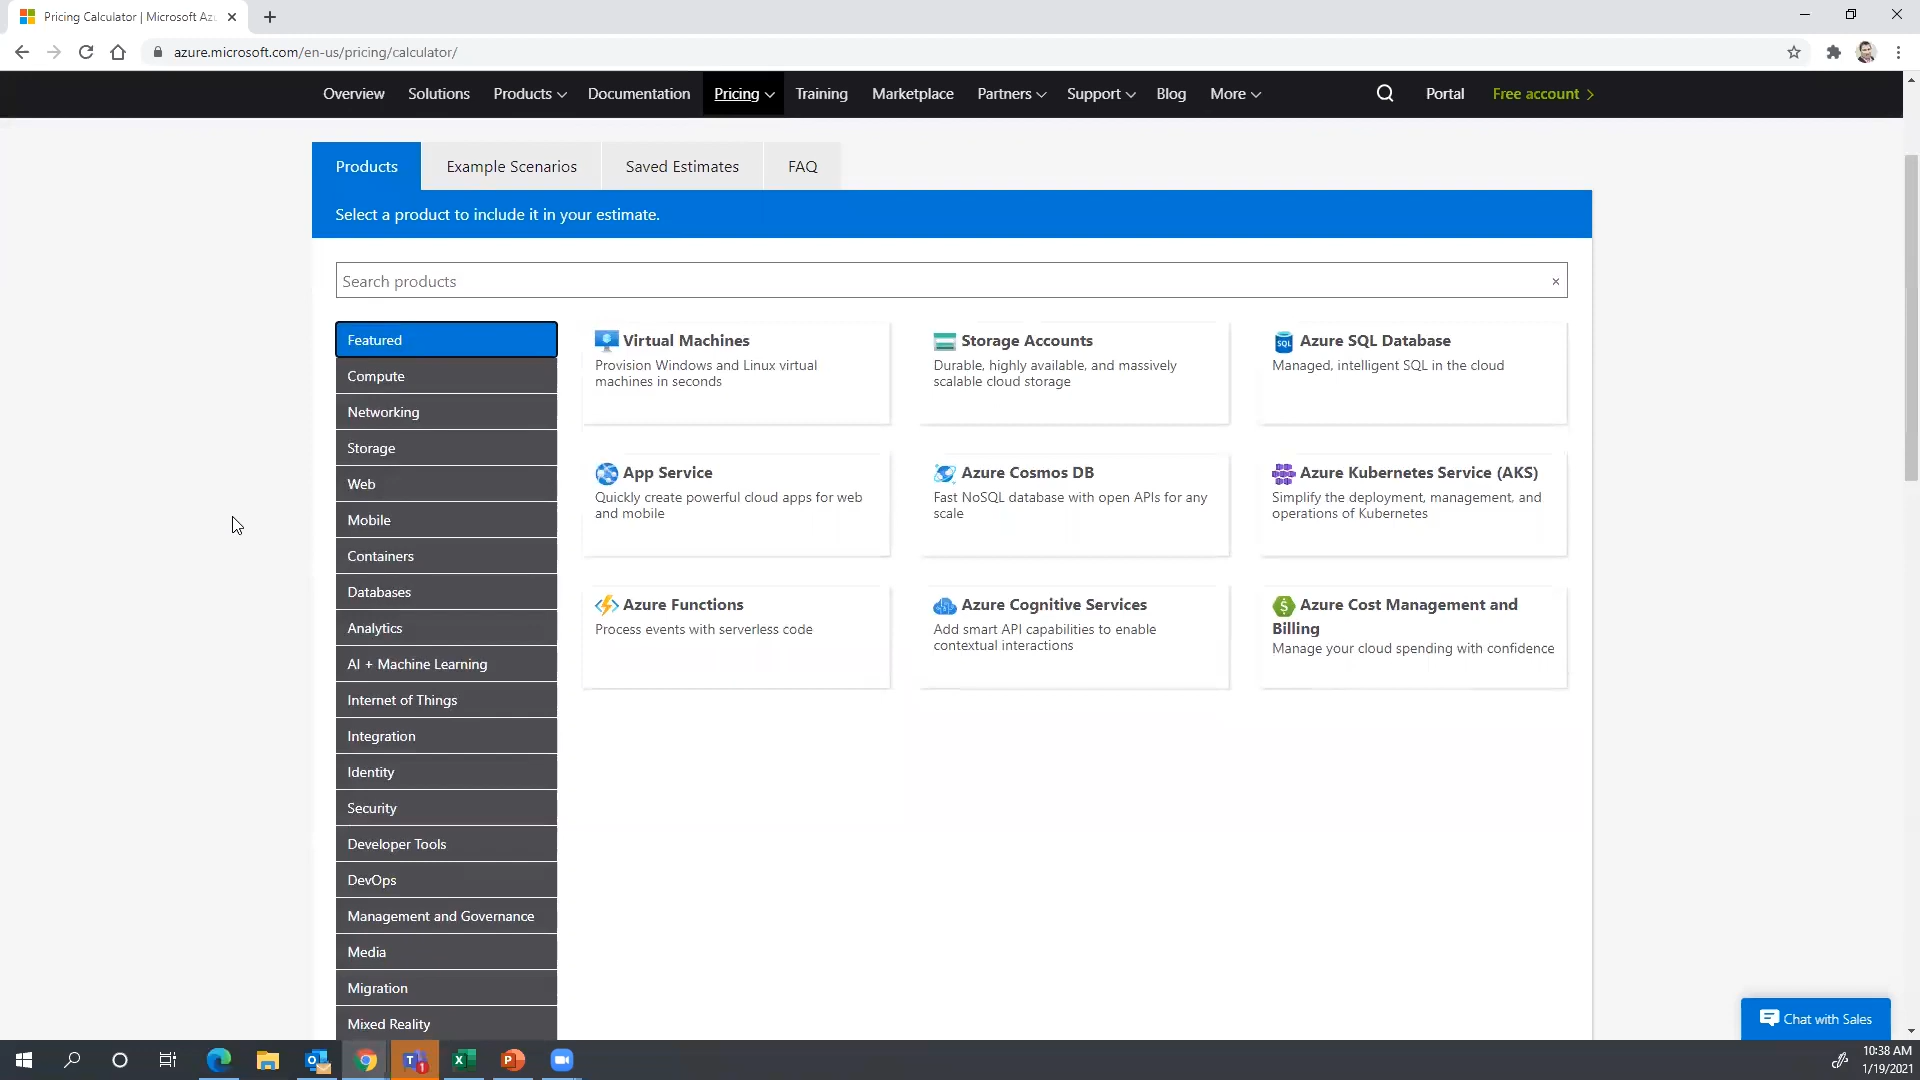 Pricing Calculator | Microsoft Az
azure.microsoft.com/en-us/pricing/calculator/
Overview Solutions Products Documentation Pricing Training Marketplace Partners Support Blog More Portal Free account
Products Example Scenarios Saved Estimates FAQ
Select a product to include it in your estimate.
Search products
Featured
Compute
Networking
Storage
Web
Mobile
Containers
Databases
Analytics
AI + Machine Learning
Internet of Things
Integration
Identity
Security
Developer Tools
DevOps
Management and Governance
Media
Migration
Mixed Reality
Virtual Machines
Provision Windows and Linux virtual
machines in seconds
Storage Accounts
Durable, highly available, and massively
scalable cloud storage
SQL
Azure SQL Database
Managed, intelligent SQL in the cloud
App Service
Quickly create powerful cloud apps for web
and mobile
Azure Cosmos DB
Fast NoSQL database with open APIs for any
scale
Azure Kubernetes Service (AKS)
Simplify the deployment, management, and
operations of Kubernetes
Azure Functions
Process events with serverless code
Azure Cognitive Services
Add smart API capabilities to enable
contextual interactions
$
Azure Cost Management and
Billing
Manage your cloud spending with confidence
Chat with Sales
10:38 AM
1/19/2021